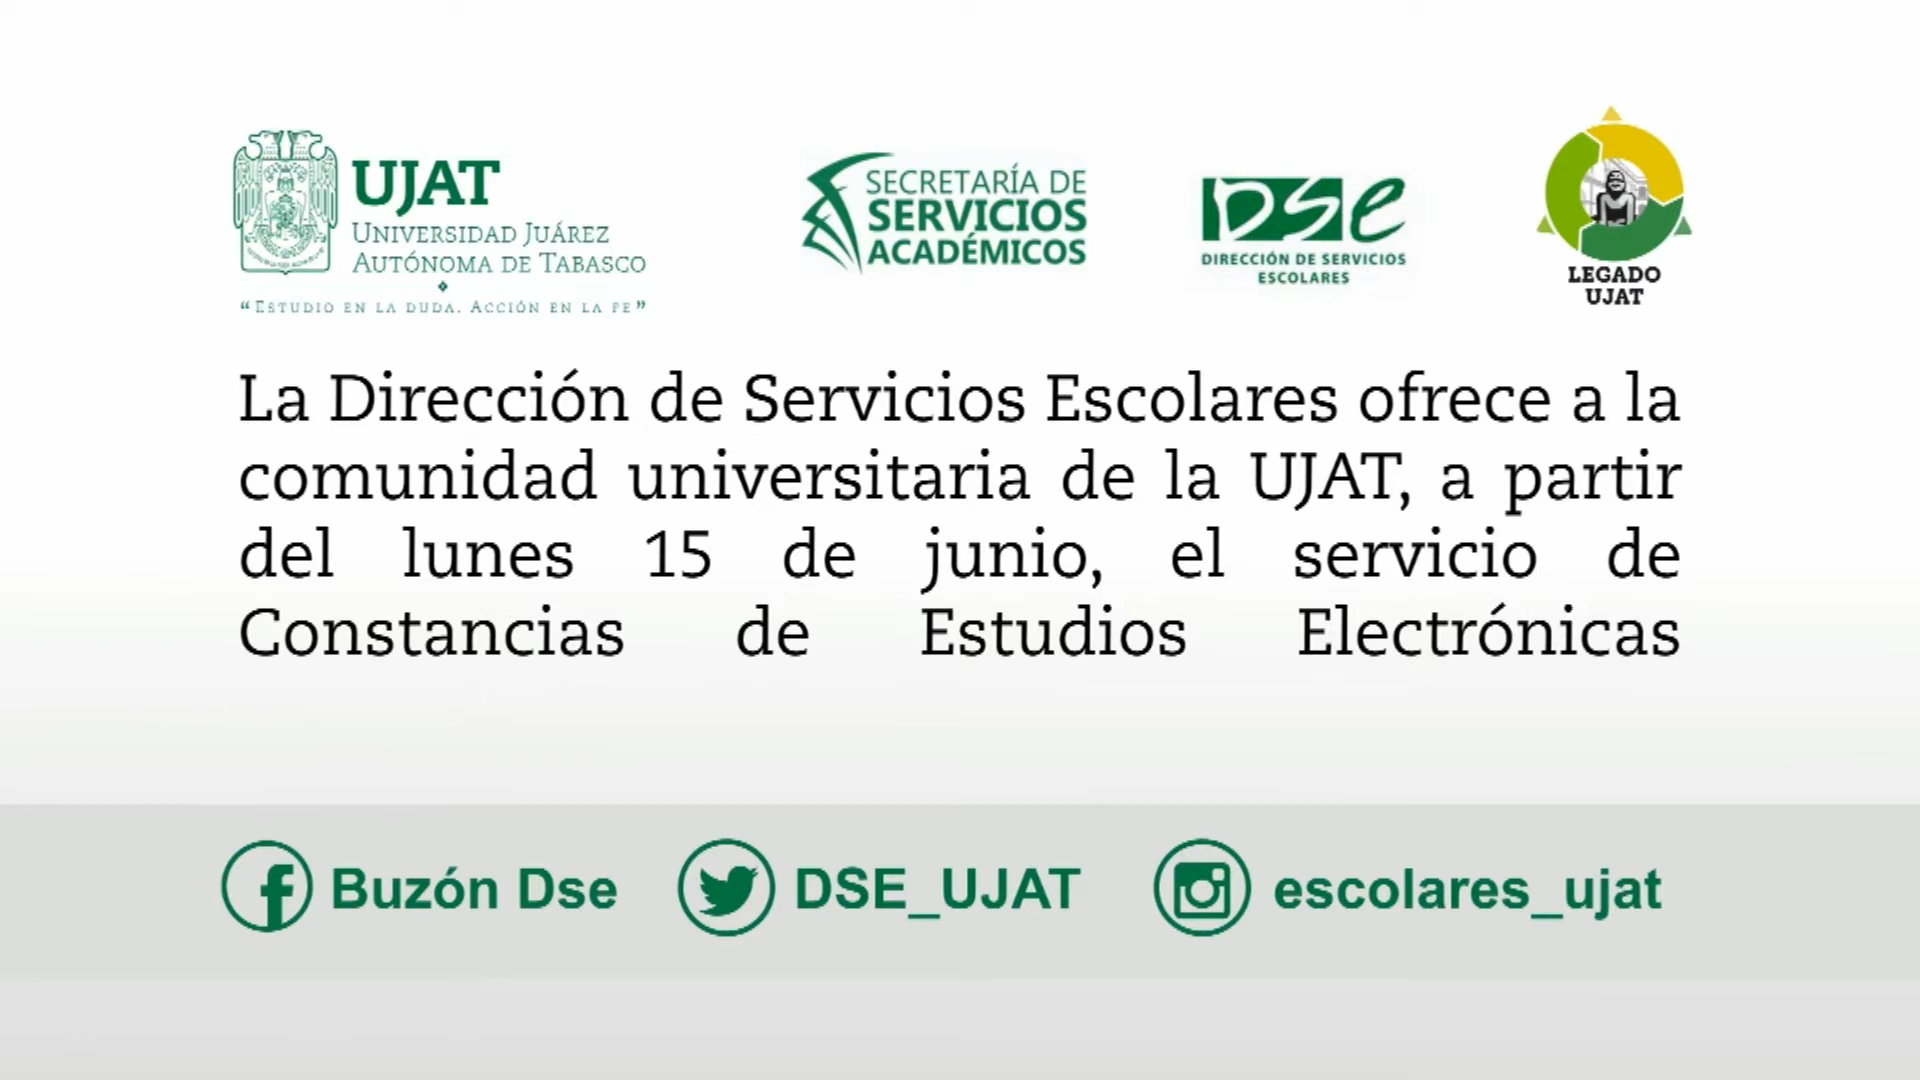 UJAT
UNIVERSIDAD JUÁREZ
AUTÓNOMA DE TABASCO
“ESTUDIO EN LA DUDA. ACCIÓN EN LA FE”
SECRETARÍA DE
SERVICIOS
ACADÉMICOS
DSe
DIRECCIÓN DE SERVICIOS
ESCOLARES
LEGADO
UJAT
La Dirección de Servicios Escolares ofrece a la
comunidad universitaria de la UJAT, a partir
del lunes 15 de junio, el servicio de
Constancias de Estudios Electrónicas
Buzón Dse
DSE_UJAT
escolares_ujat